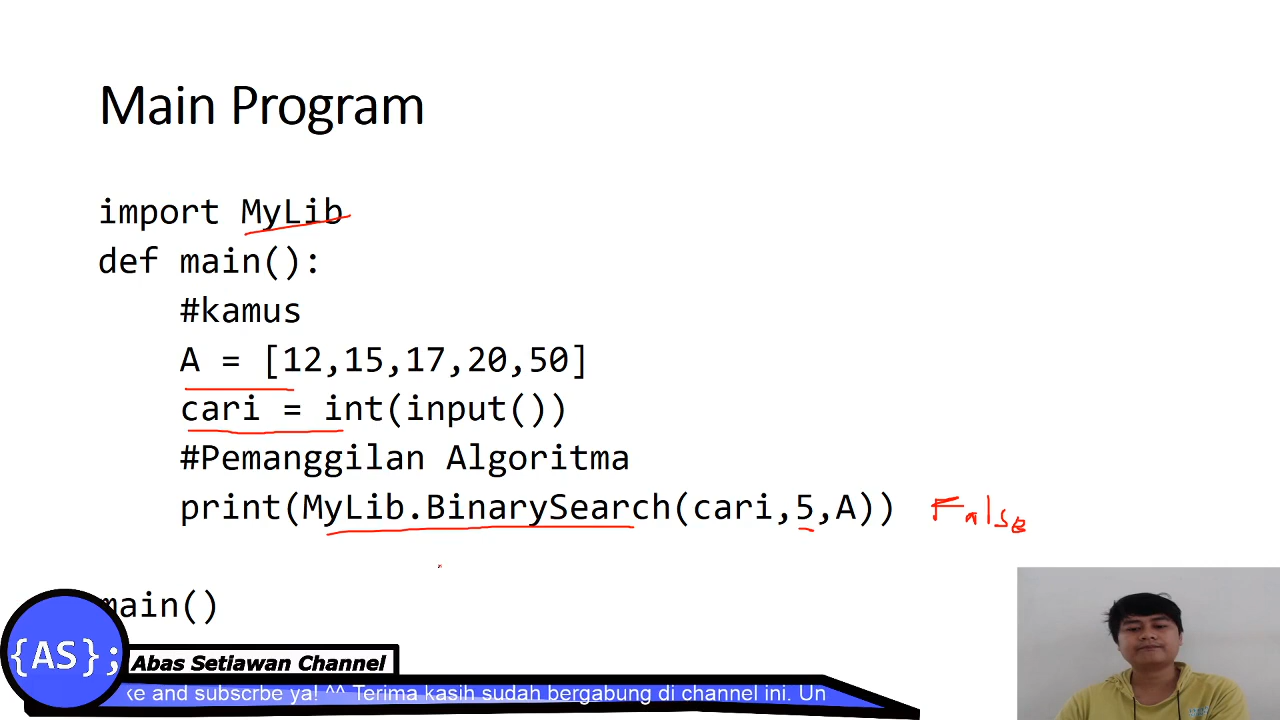 Main Program
import MyLib
def main():
#kamus
A = [12,15,17,20,50]
cari = int(input())
#Pemanggilan Algoritma
print(MyLib.BinarySearch(cari,5,A)) False
main()
{AS};
Abas Setiawan Channel
ke and subscrbe ya! ^^ Terima kasih sudah bergabung di channel ini. Un